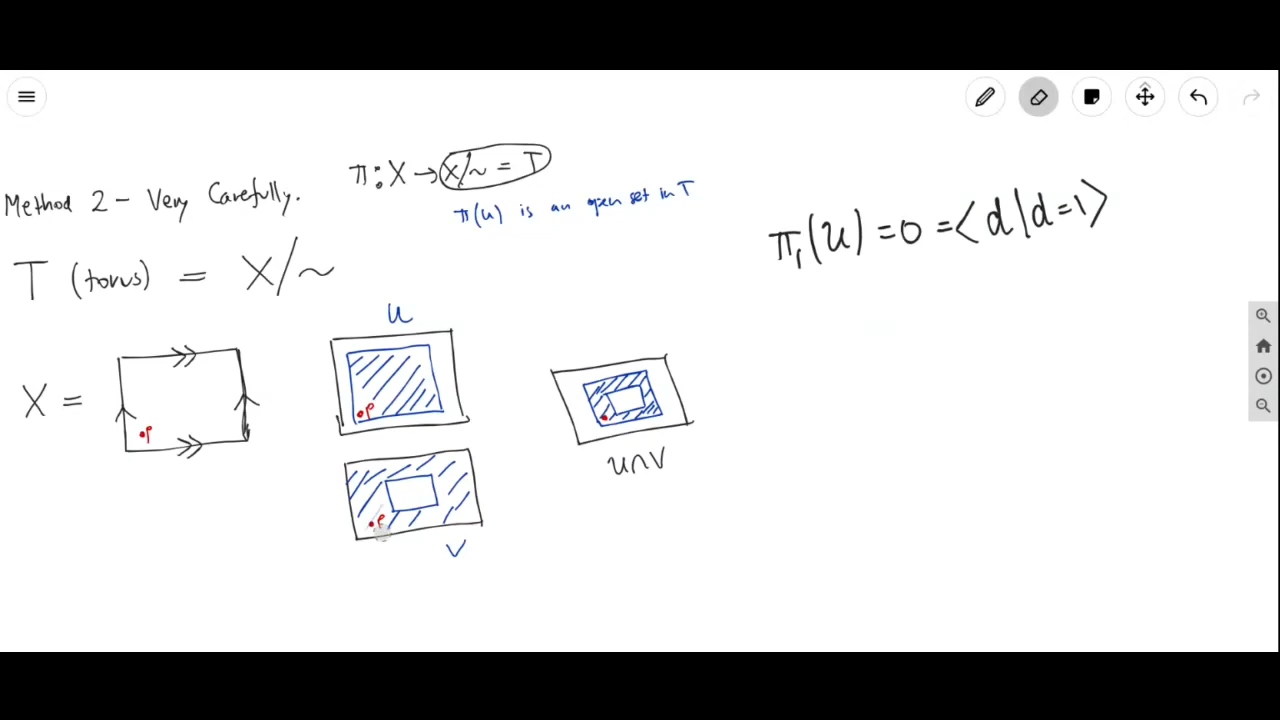 Method 2 – Very Carefully.
π: X → X/~ = T
π(U) is an open set in T
T (torus) = X/~
π₁(U) = 0 = <d | d=1>
U
X =
p
p
U∩V
p
V